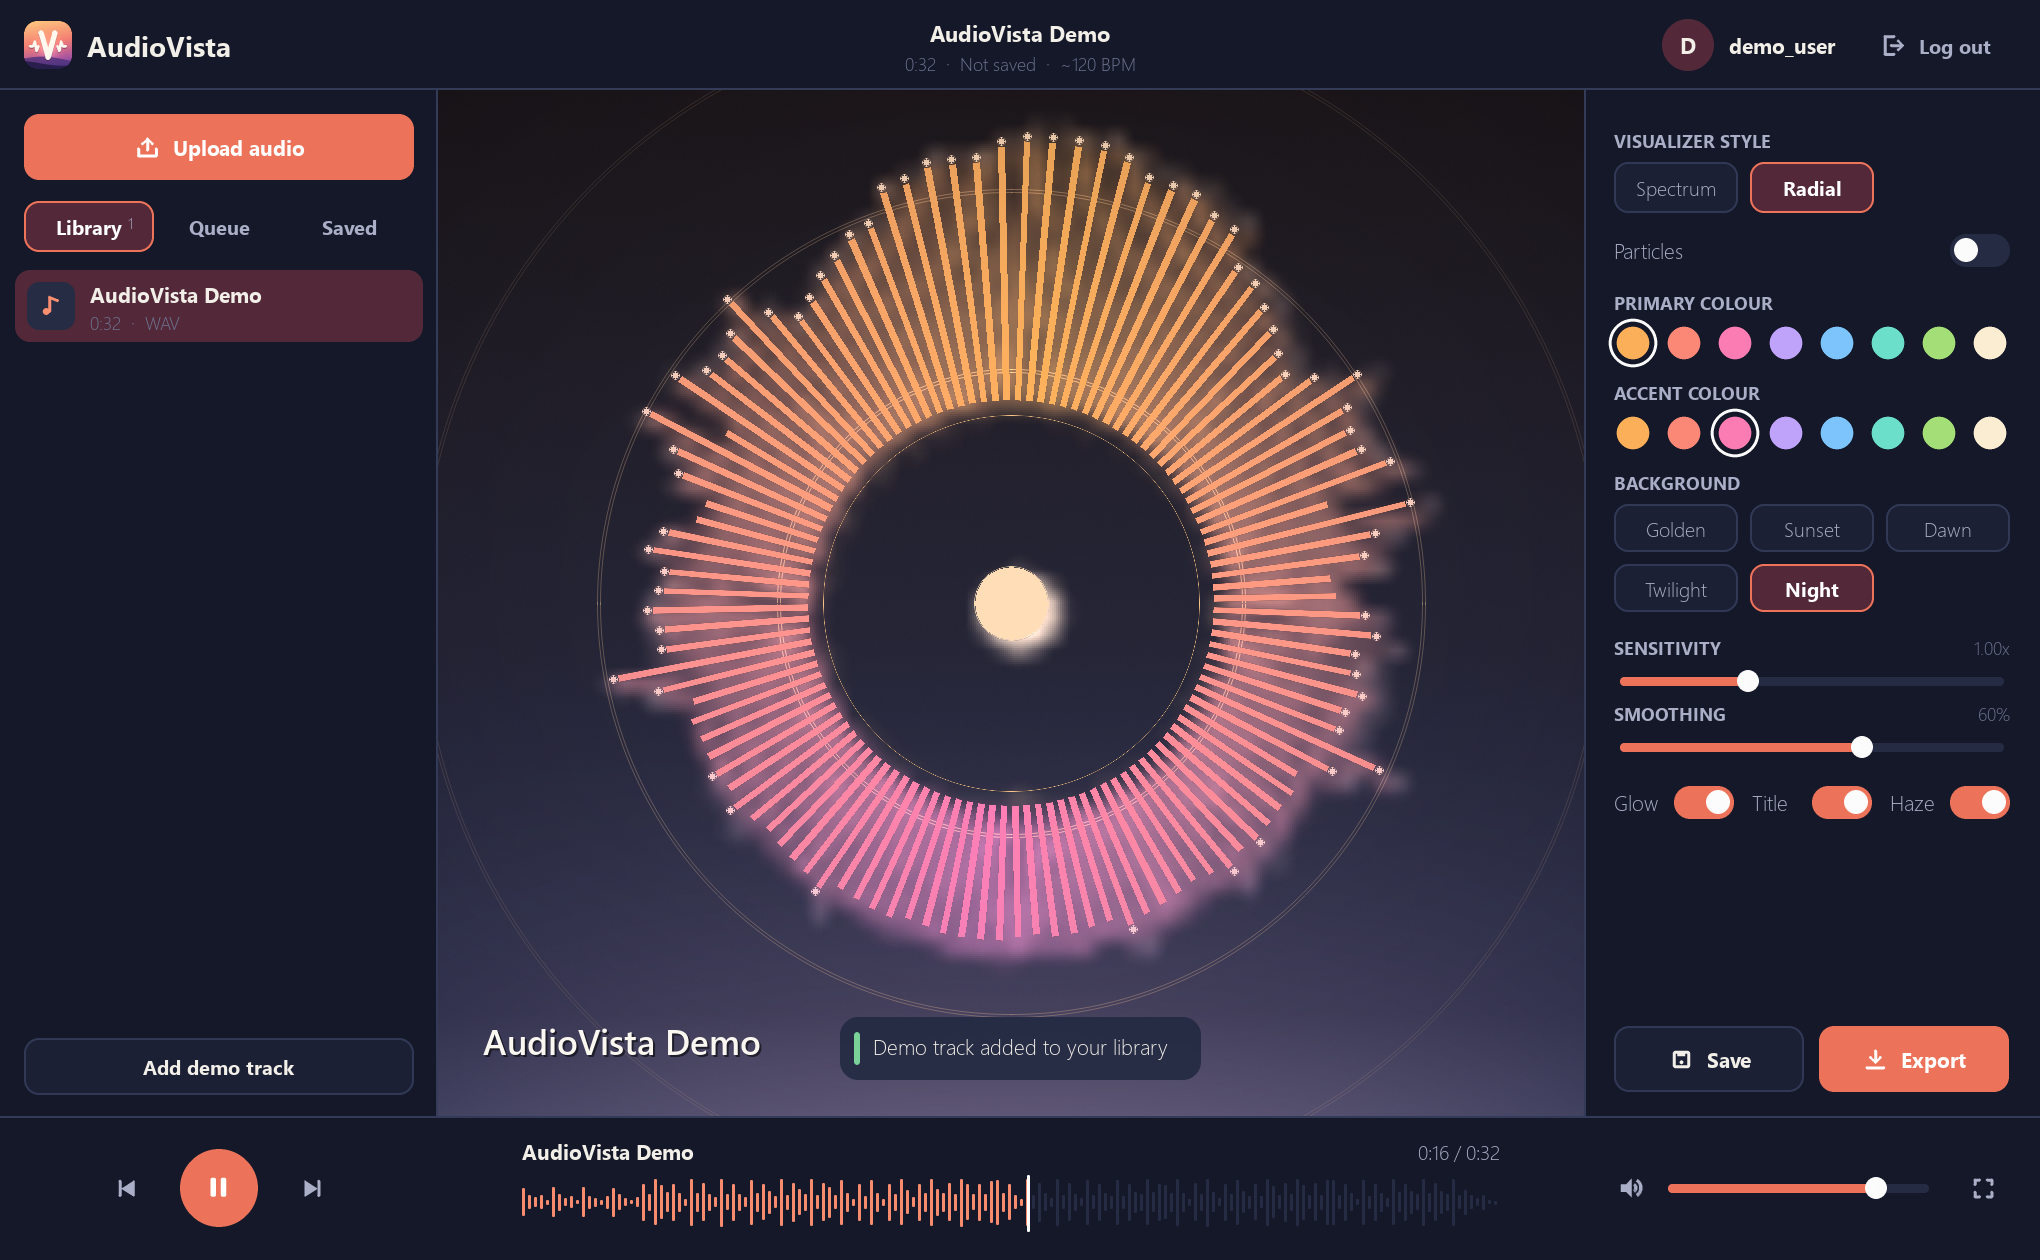 AudioVista
AudioVista Demo
0:32 · Not saved · ~120 BPM
D
demo_user
Log out
Upload audio
Library 1
Queue
Saved
AudioVista Demo
0:32 · WAV
Add demo track
AudioVista Demo
Demo track added to your library
VISUALIZER STYLE
Spectrum
Radial
Particles
PRIMARY COLOUR
ACCENT COLOUR
BACKGROUND
Golden
Sunset
Dawn
Twilight
Night
SENSITIVITY
1.00x
SMOOTHING
60%
Glow
Title
Haze
Save
Export
AudioVista Demo
0:16 / 0:32